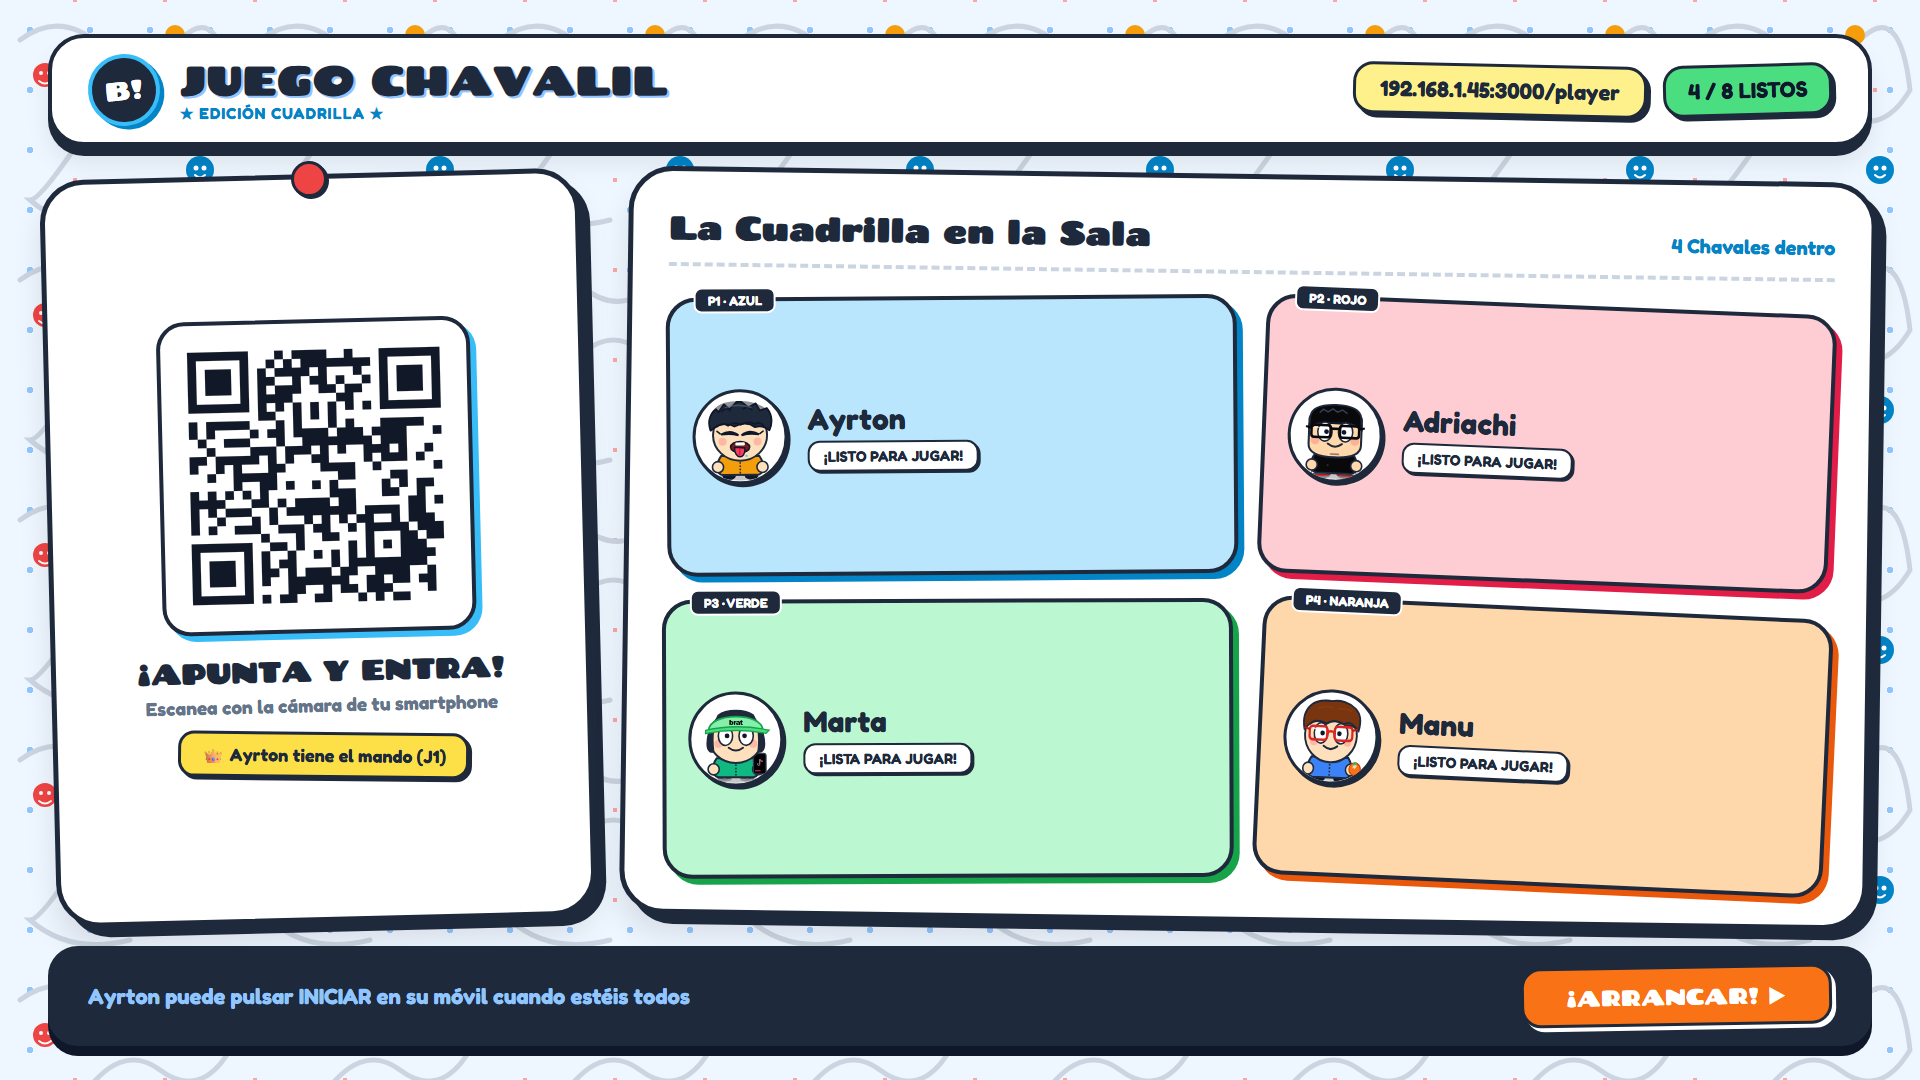 B!
JUEGO CHAVALIL
★ EDICIÓN CUADRILLA ★
192.168.1.45:3000/player
4 / 8 LISTOS
¡APUNTA Y ENTRA!
Escanea con la cámara de tu smartphone
👑 Ayrton tiene el mando (J1)
La Cuadrilla en la Sala
4 Chavales dentro
P1 · AZUL
Ayrton
¡LISTO PARA JUGAR!
P2 · ROJO
Adriachi
¡LISTO PARA JUGAR!
P3 · VERDE
brat
Marta
¡LISTA PARA JUGAR!
P4 · NARANJA
Manu
¡LISTO PARA JUGAR!
Ayrton puede pulsar INICIAR en su móvil cuando estéis todos
¡ARRANCAR! ▶